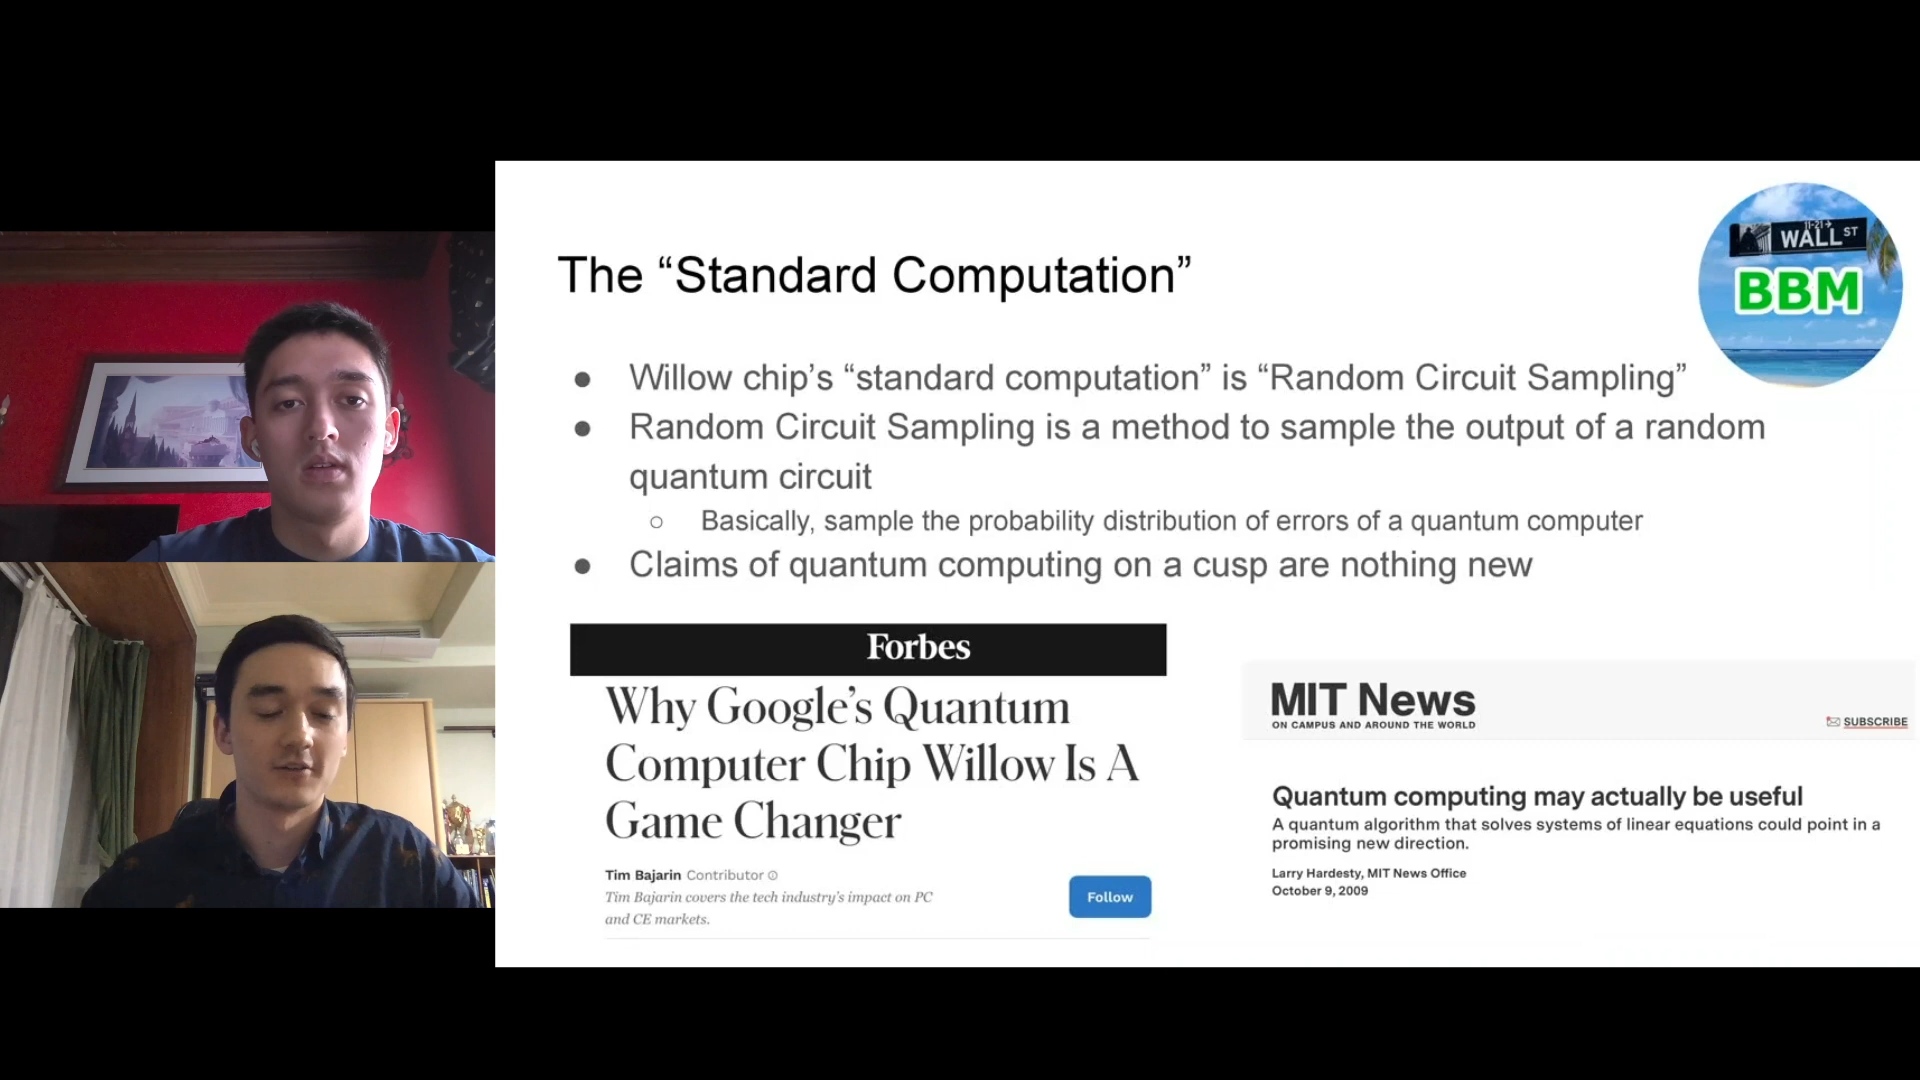 The “Standard Computation”
11-21
WALL ST
BBM
● Willow chip’s “standard computation” is “Random Circuit Sampling”
● Random Circuit Sampling is a method to sample the output of a random
quantum circuit
○ Basically, sample the probability distribution of errors of a quantum computer
● Claims of quantum computing on a cusp are nothing new
Forbes
Why Google’s Quantum
Computer Chip Willow Is A
Game Changer
Tim Bajarin Contributor
Tim Bajarin covers the tech industry’s impact on PC
and CE markets.
Follow
MIT News
ON CAMPUS AND AROUND THE WORLD
SUBSCRIBE
Quantum computing may actually be useful
A quantum algorithm that solves systems of linear equations could point in a
promising new direction.
Larry Hardesty, MIT News Office
October 9, 2009